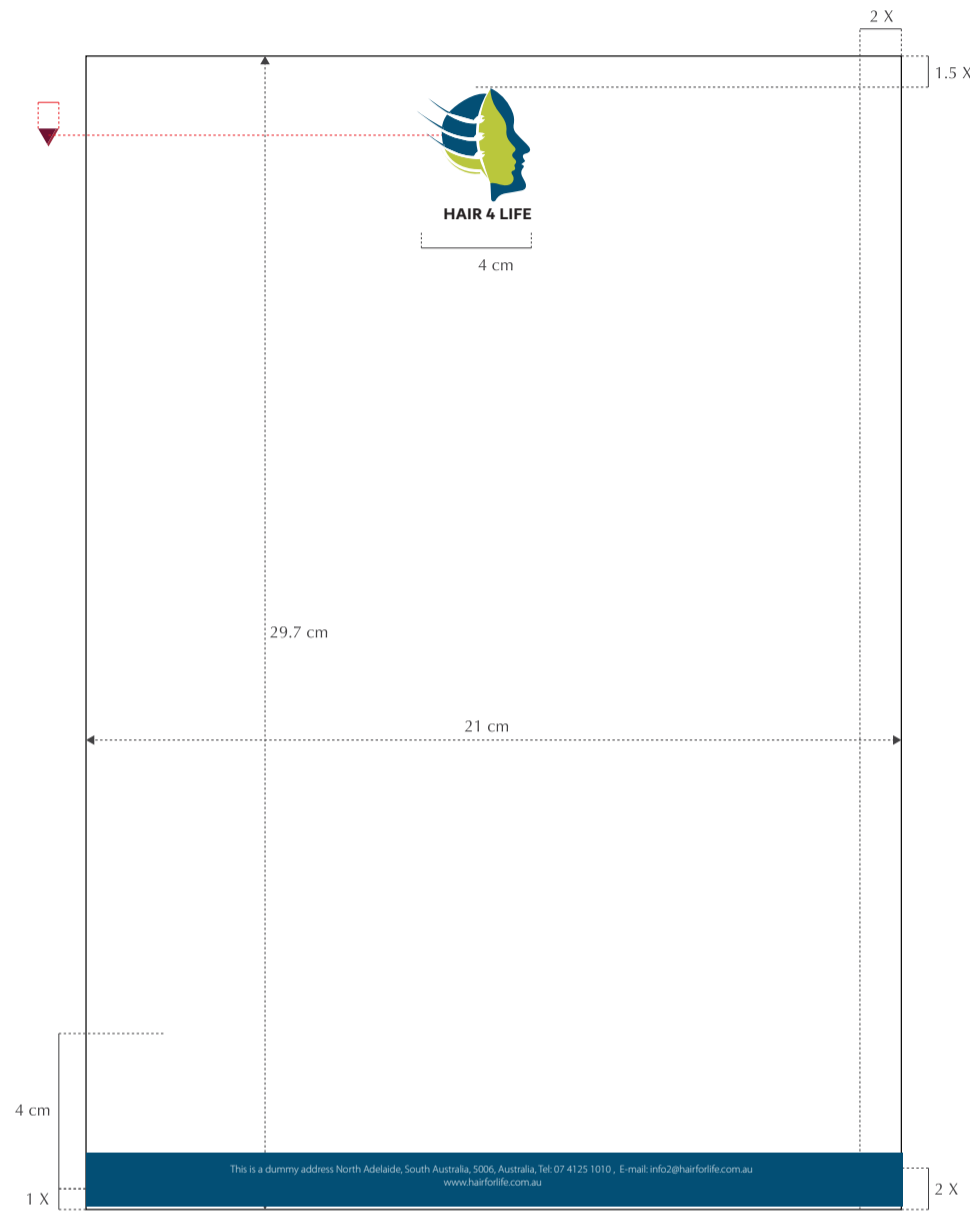 2 X
1.5 X
HAIR 4 LIFE
4 cm
29.7 cm
21 cm
4 cm
This is a dummy address North Adelaide, South Australia, 5006, Australia, Tel: 07 4125 1010 , E-mail: info2@hairforlife.com.au
www.hairforlife.com.au
1 X
2 X